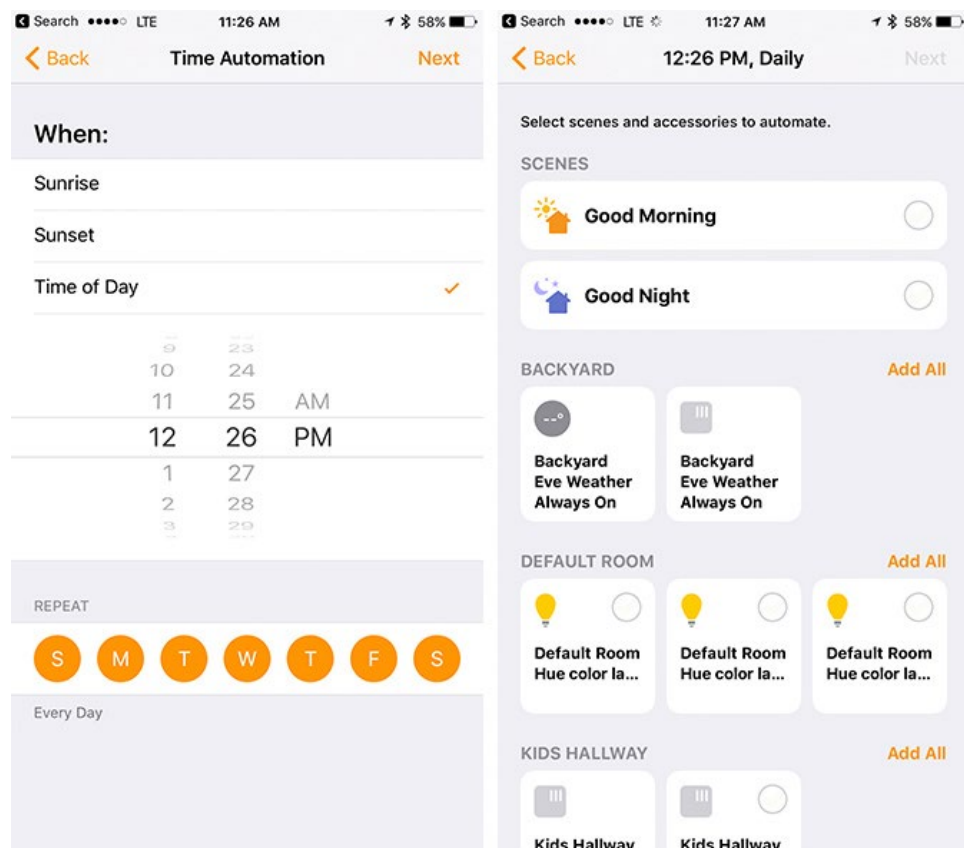 Search LTE 11:26 AM 58%
Back Time Automation Next
When:
Sunrise
Sunset
Time of Day
9 23
10 24
11 25 AM
12 26 PM
1 27
2 28
3 29
REPEAT
S M T W T F S
Every Day
Search LTE 11:27 AM 58%
Back 12:26 PM, Daily Next
Select scenes and accessories to automate.
SCENES
Good Morning
Good Night
BACKYARD Add All
--°
Backyard Backyard
Eve Weather Eve Weather
Always On Always On
DEFAULT ROOM Add All
Default Room Default Room Default Room
Hue color la... Hue color la... Hue color la...
KIDS HALLWAY Add All
Kids Hallway Kids Hallway